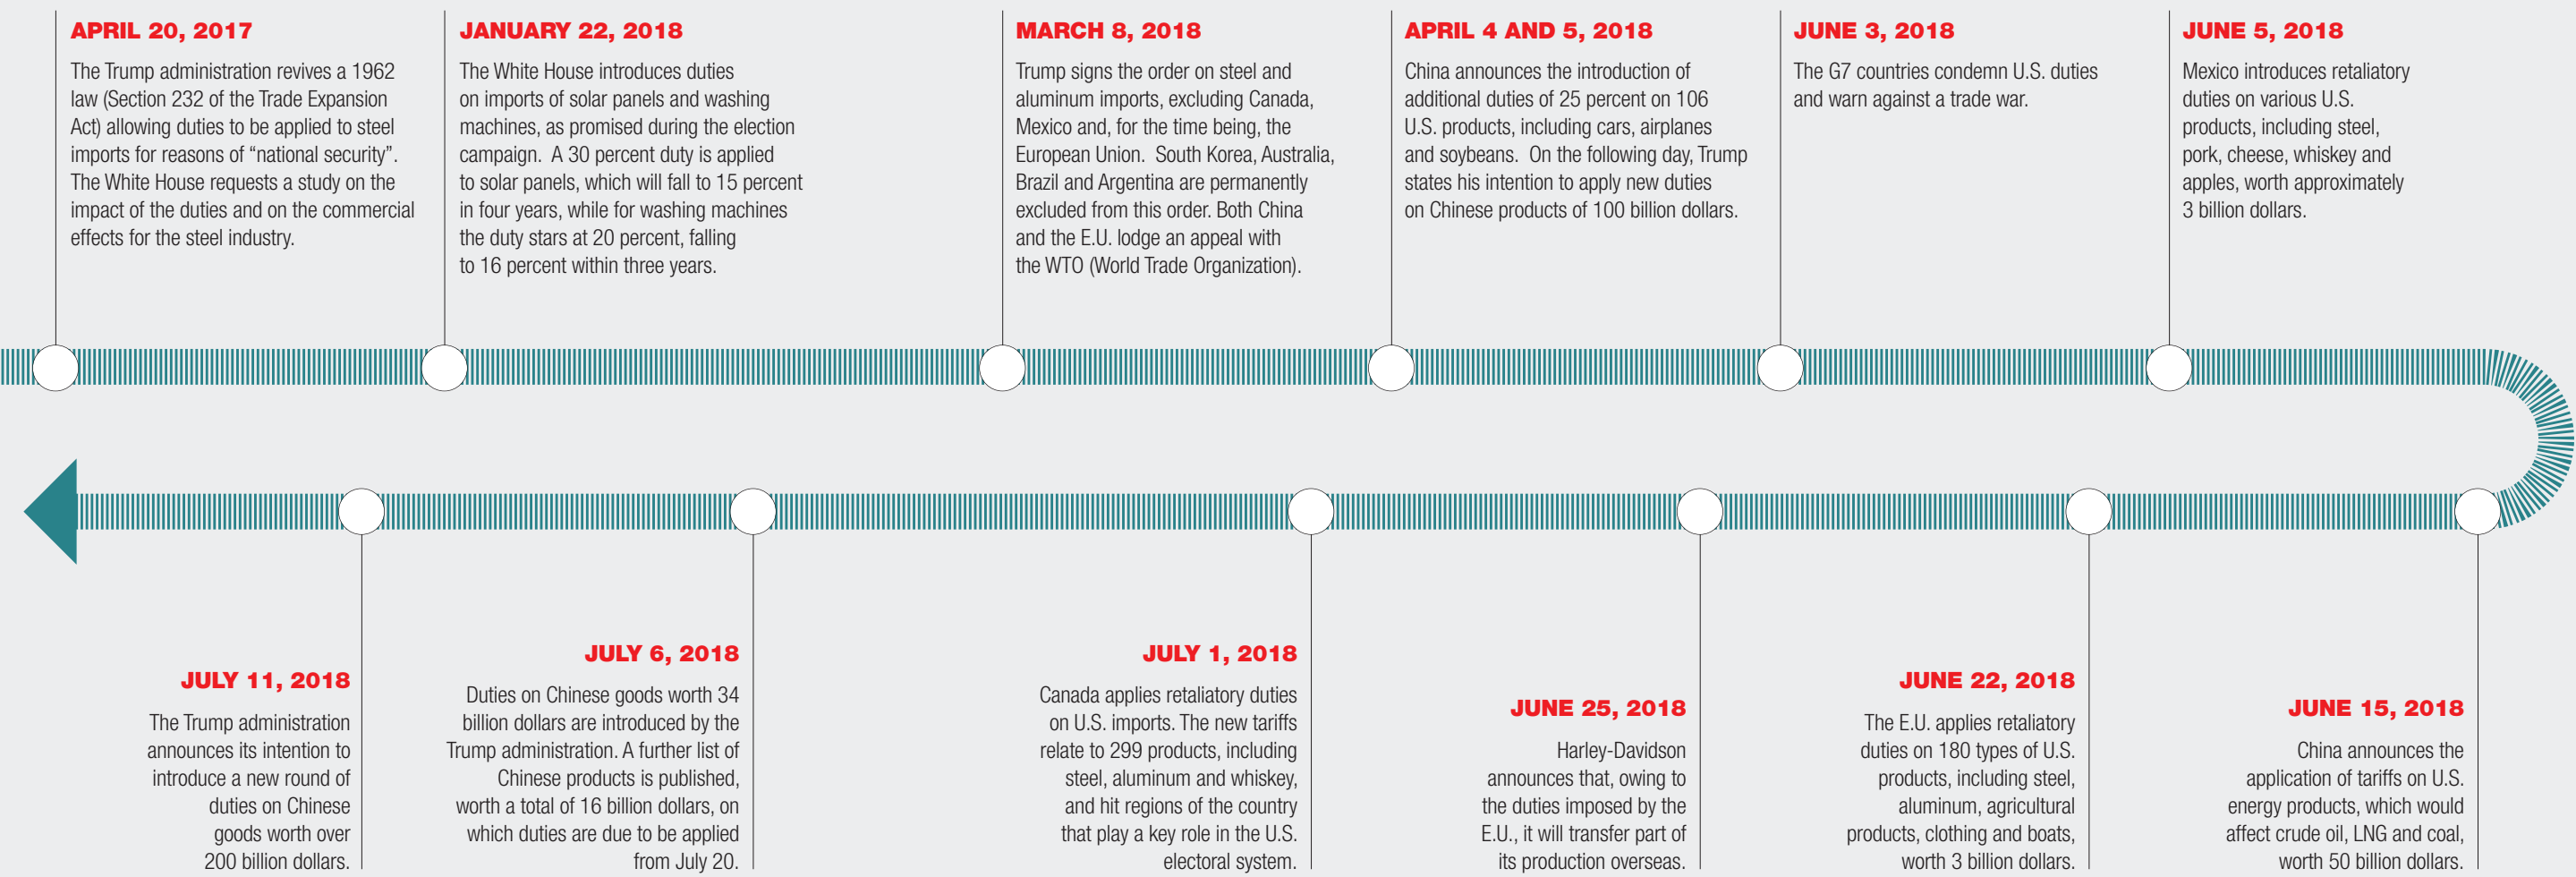 APRIL 20, 2017
The Trump administration revives a 1962
law (Section 232 of the Trade Expansion
Act) allowing duties to be applied to steel
imports for reasons of “national security”.
The White House requests a study on the
impact of the duties and on the commercial
effects for the steel industry.
JANUARY 22, 2018
The White House introduces duties
on imports of solar panels and washing
machines, as promised during the election
campaign. A 30 percent duty is applied
to solar panels, which will fall to 15 percent
in four years, while for washing machines
the duty stars at 20 percent, falling
to 16 percent within three years.
MARCH 8, 2018
Trump signs the order on steel and
aluminum imports, excluding Canada,
Mexico and, for the time being, the
European Union. South Korea, Australia,
Brazil and Argentina are permanently
excluded from this order. Both China
and the E.U. lodge an appeal with
the WTO (World Trade Organization).
APRIL 4 AND 5, 2018
China announces the introduction of
additional duties of 25 percent on 106
U.S. products, including cars, airplanes
and soybeans. On the following day, Trump
states his intention to apply new duties
on Chinese products of 100 billion dollars.
JUNE 3, 2018
The G7 countries condemn U.S. duties
and warn against a trade war.
JUNE 5, 2018
Mexico introduces retaliatory
duties on various U.S.
products, including steel,
pork, cheese, whiskey and
apples, worth approximately
3 billion dollars.
JUNE 15, 2018
China announces the
application of tariffs on U.S.
energy products, which would
affect crude oil, LNG and coal,
worth 50 billion dollars.
JUNE 22, 2018
The E.U. applies retaliatory
duties on 180 types of U.S.
products, including steel,
aluminum, agricultural
products, clothing and boats,
worth 3 billion dollars.
JUNE 25, 2018
Harley-Davidson
announces that, owing to
the duties imposed by the
E.U., it will transfer part of
its production overseas.
JULY 1, 2018
Canada applies retaliatory duties
on U.S. imports. The new tariffs
relate to 299 products, including
steel, aluminum and whiskey,
and hit regions of the country
that play a key role in the U.S.
electoral system.
JULY 6, 2018
Duties on Chinese goods worth 34
billion dollars are introduced by the
Trump administration. A further list of
Chinese products is published,
worth a total of 16 billion dollars, on
which duties are due to be applied
from July 20.
JULY 11, 2018
The Trump administration
announces its intention to
introduce a new round of
duties on Chinese
goods worth over
200 billion dollars.